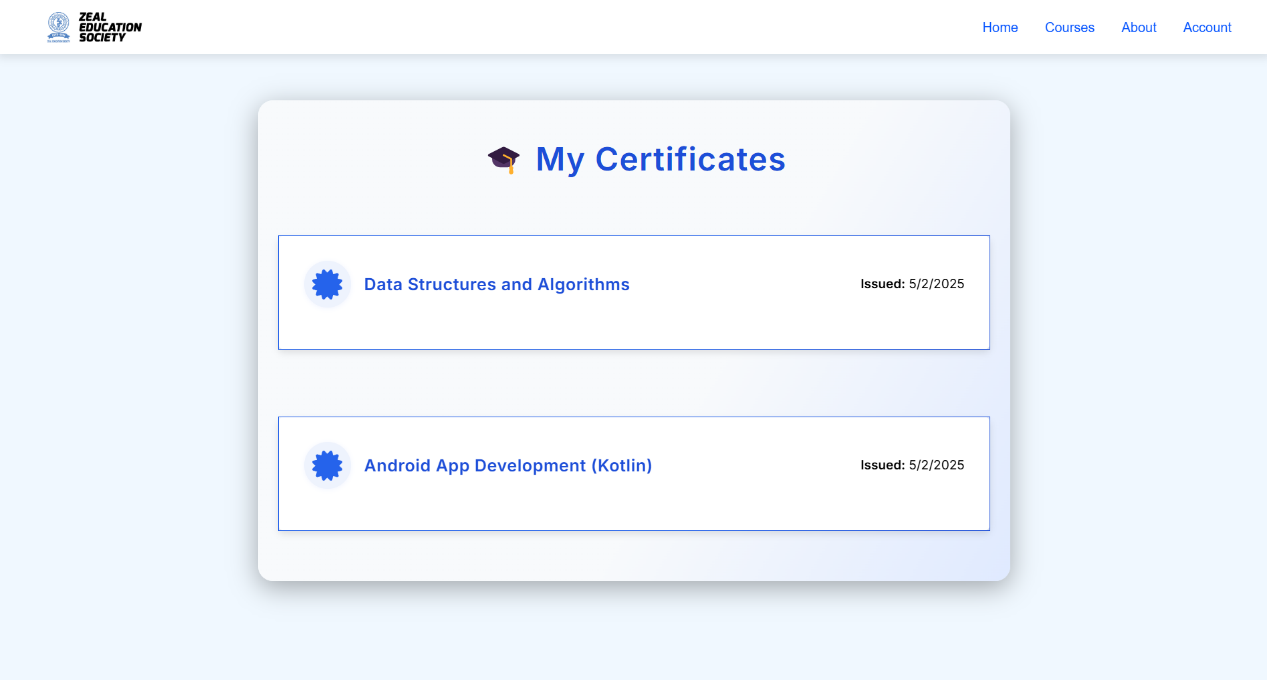 ZEAL
EDUCATION
SOCIETY
Home Courses About Account
My Certificates
Data Structures and Algorithms Issued: 5/2/2025
Android App Development (Kotlin) Issued: 5/2/2025